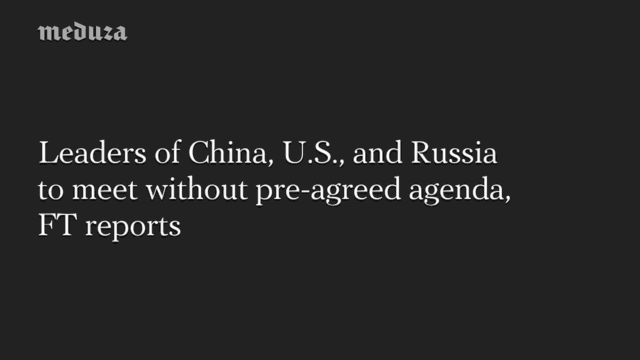 meduza
Leaders of China, U.S., and Russia
to meet without pre-agreed agenda,
FT reports